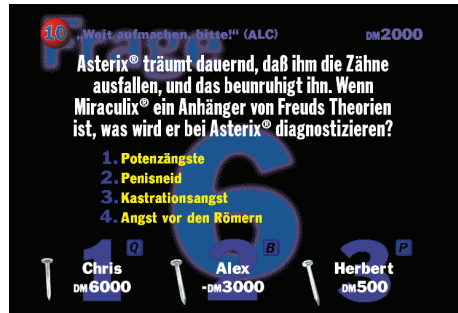 Frage
10 „Weit aufmachen, bitte!“ (ALC) DM2000
Asterix® träumt dauernd, daß ihm die Zähne
ausfallen, und das beunruhigt ihn. Wenn
Miraculix® ein Anhänger von Freuds Theorien
ist, was wird er bei Asterix® diagnostizieren?
6
1. Potenzängste
2. Penisneid
3. Kastrationsangst
4. Angst vor den Römern
1 Q 2 B 3 P
Chris Alex Herbert
DM6000 -DM3000 DM500